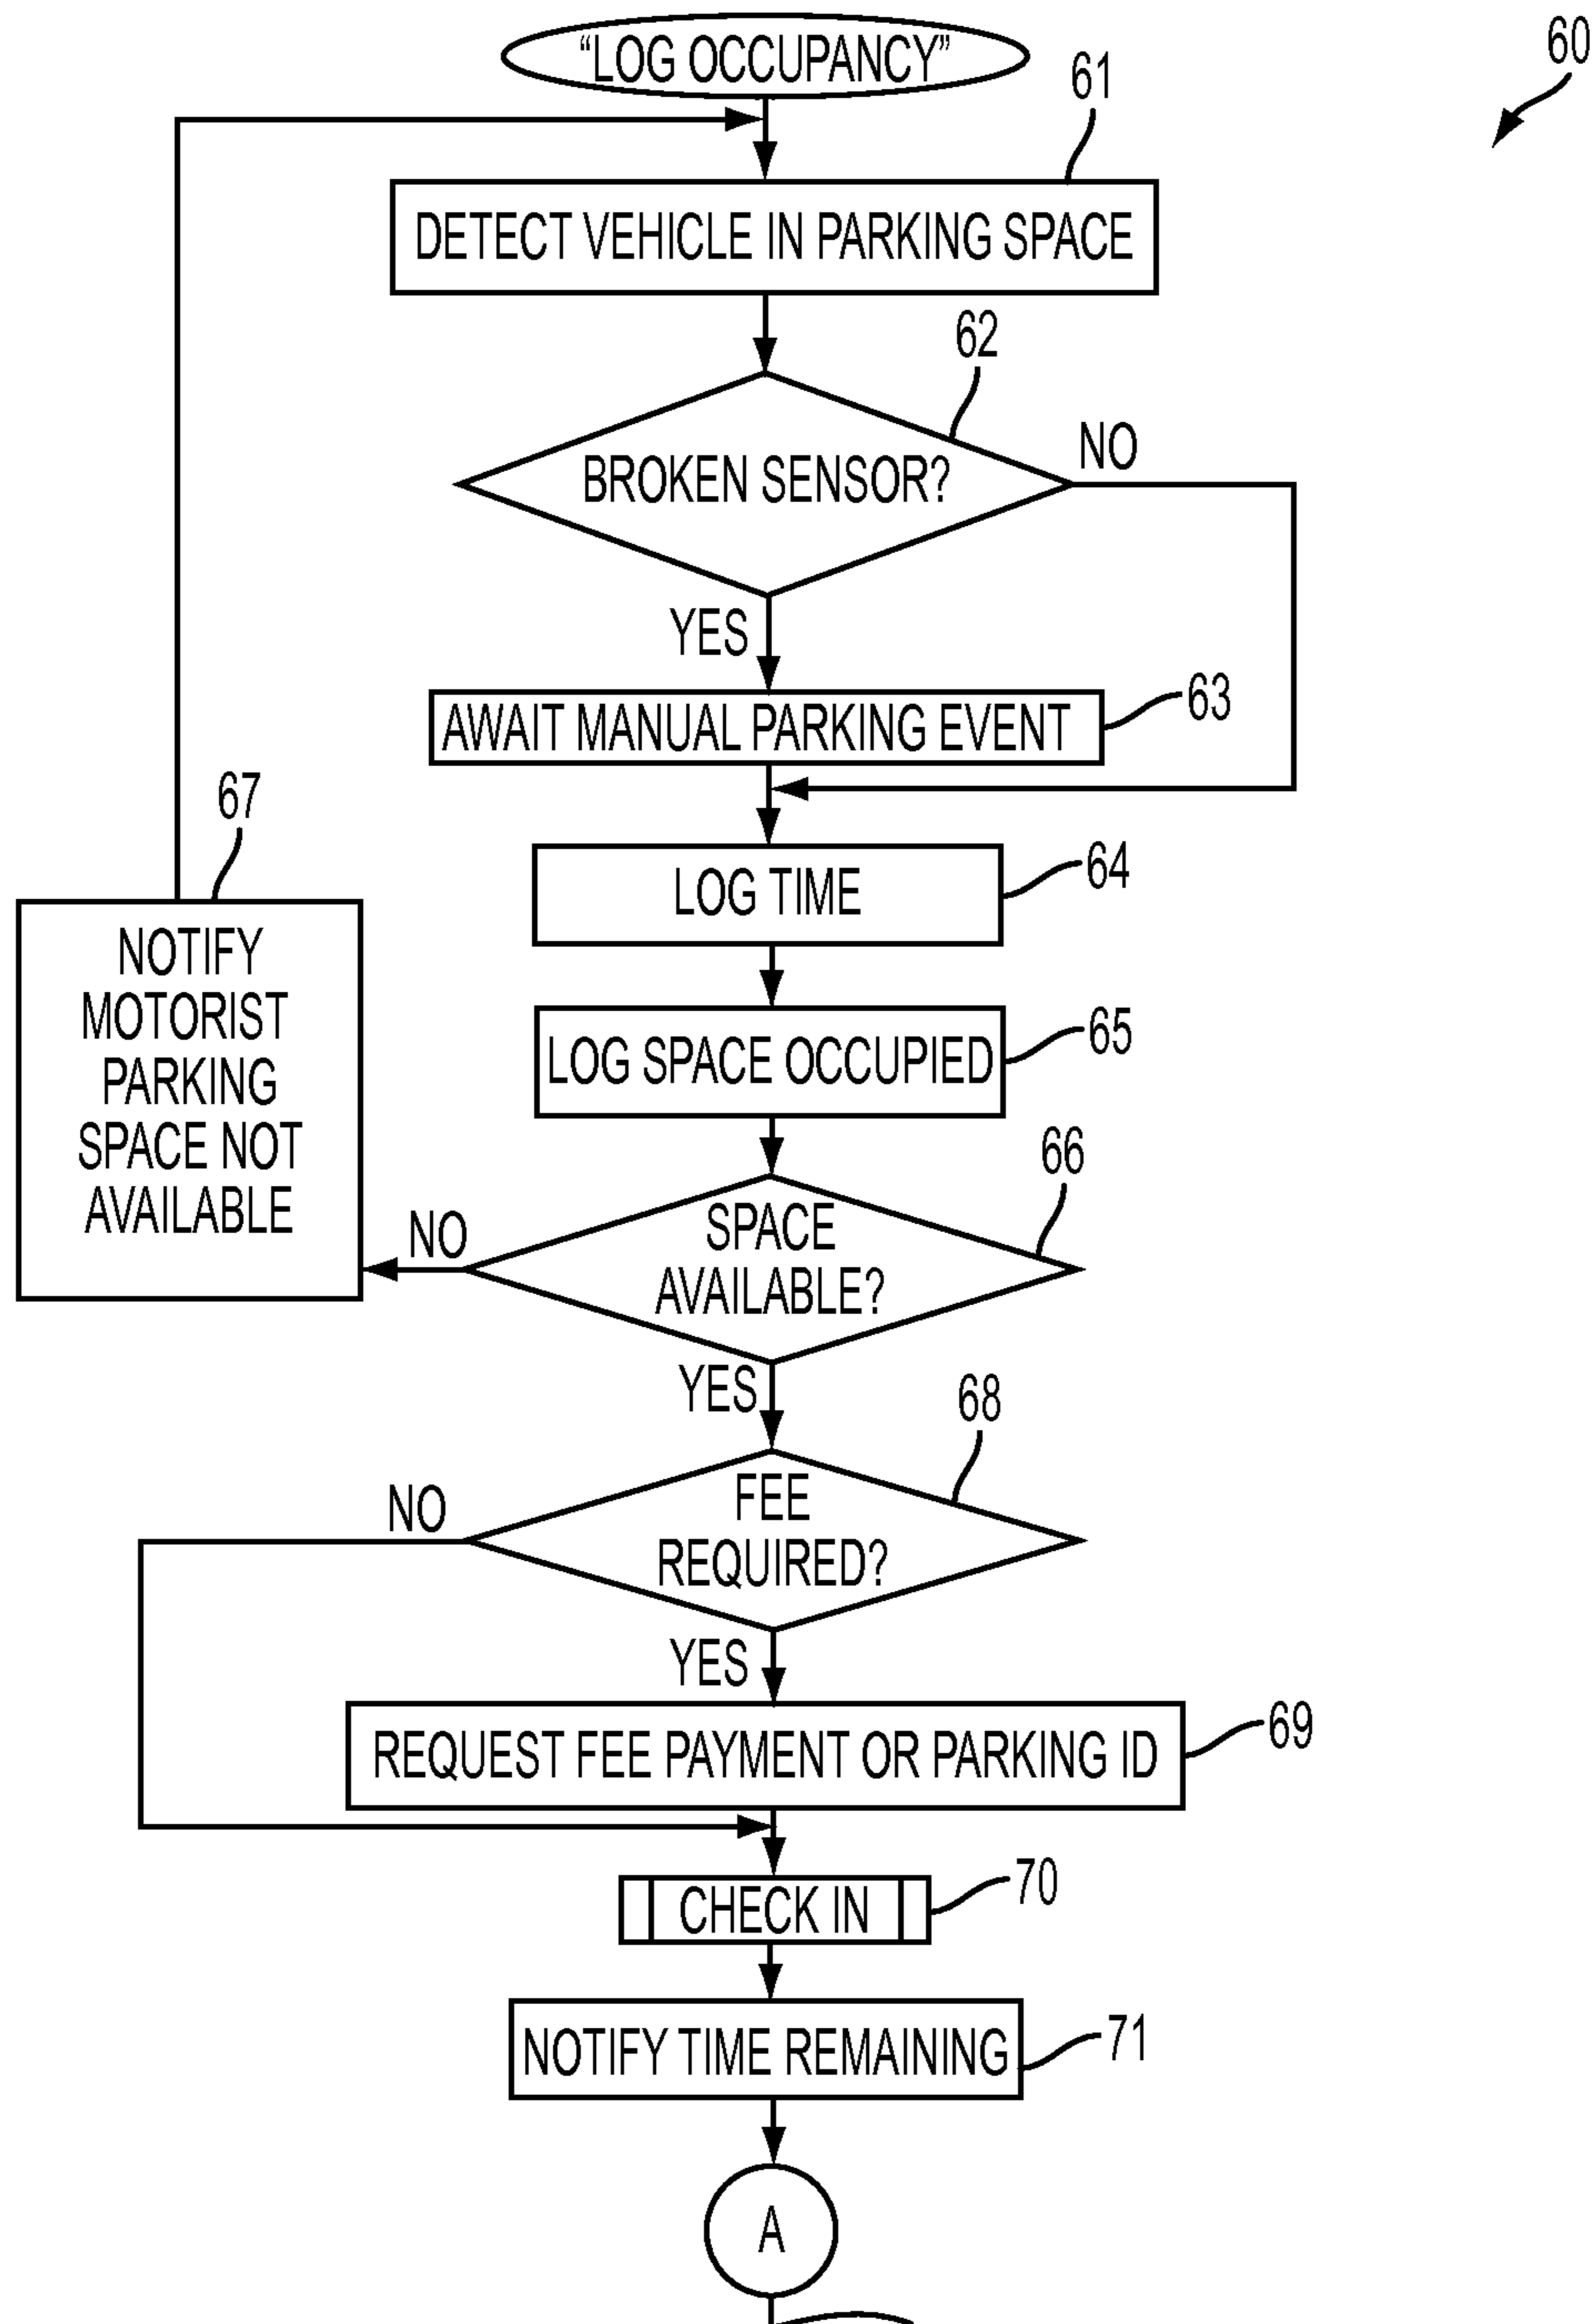 60
“LOG OCCUPANCY”
61
DETECT VEHICLE IN PARKING SPACE
62
BROKEN SENSOR?
NO
YES
AWAIT MANUAL PARKING EVENT
63
LOG TIME
64
67
NOTIFY
MOTORIST
PARKING
SPACE NOT
AVAILABLE
LOG SPACE OCCUPIED
65
66
SPACE
AVAILABLE?
NO
YES
68
FEE
REQUIRED?
NO
YES
REQUEST FEE PAYMENT OR PARKING ID
69
CHECK IN
70
NOTIFY TIME REMAINING
71
A